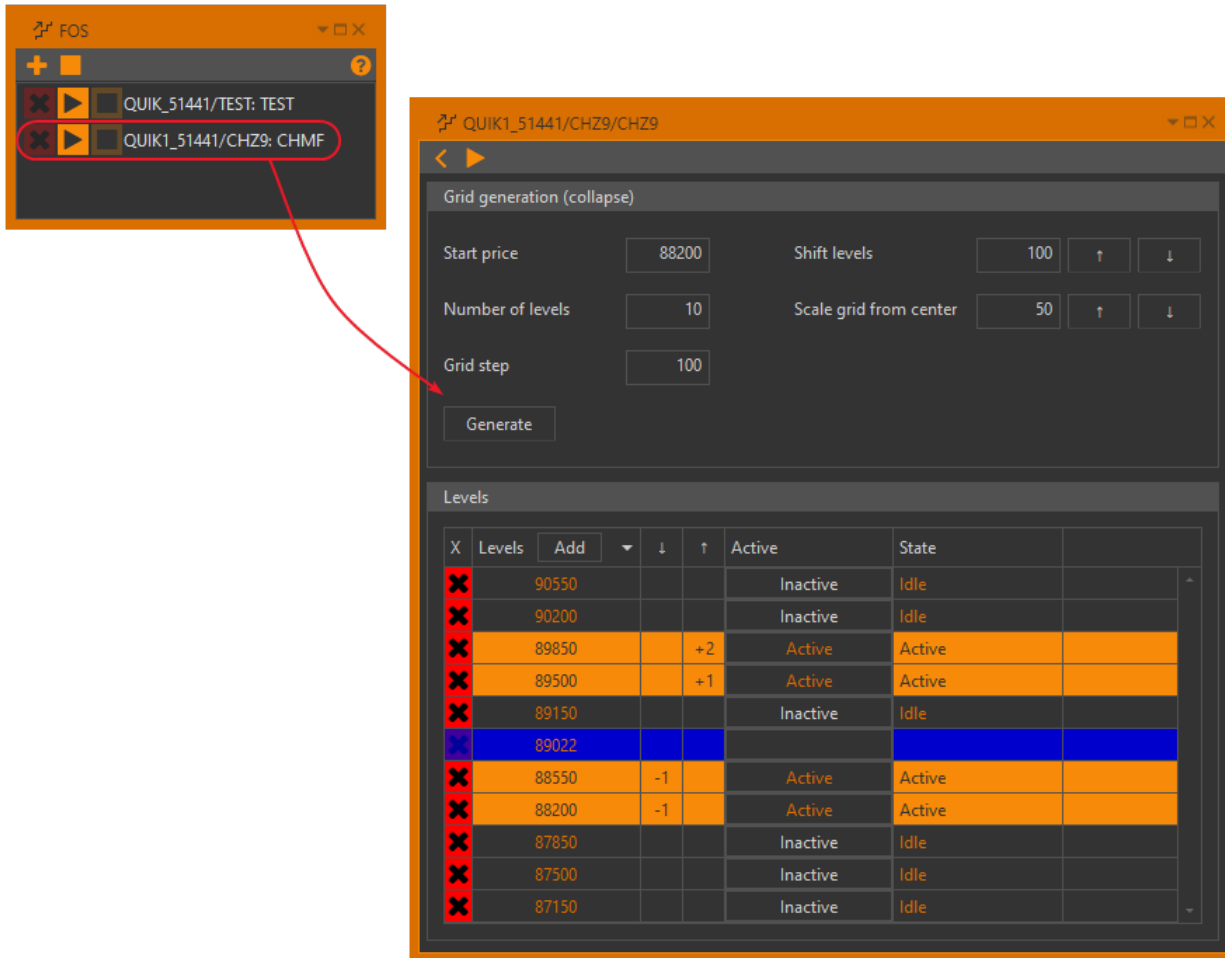 FOS
?
QUIK_51441/TEST: TEST
QUIK1_51441/CHZ9: CHMF
QUIK1_51441/CHZ9/CHZ9
Grid generation (collapse)
Start price 88200 Shift levels 100 ↑ ↓
Number of levels 10 Scale grid from center 50 ↑ ↓
Grid step 100
Generate
Levels
X Levels Add ↓ ↑ Active State
90550 Inactive Idle
90200 Inactive Idle
89850 +2 Active Active
89500 +1 Active Active
89150 Inactive Idle
89022
88550 -1 Active Active
88200 -1 Active Active
87850 Inactive Idle
87500 Inactive Idle
87150 Inactive Idle